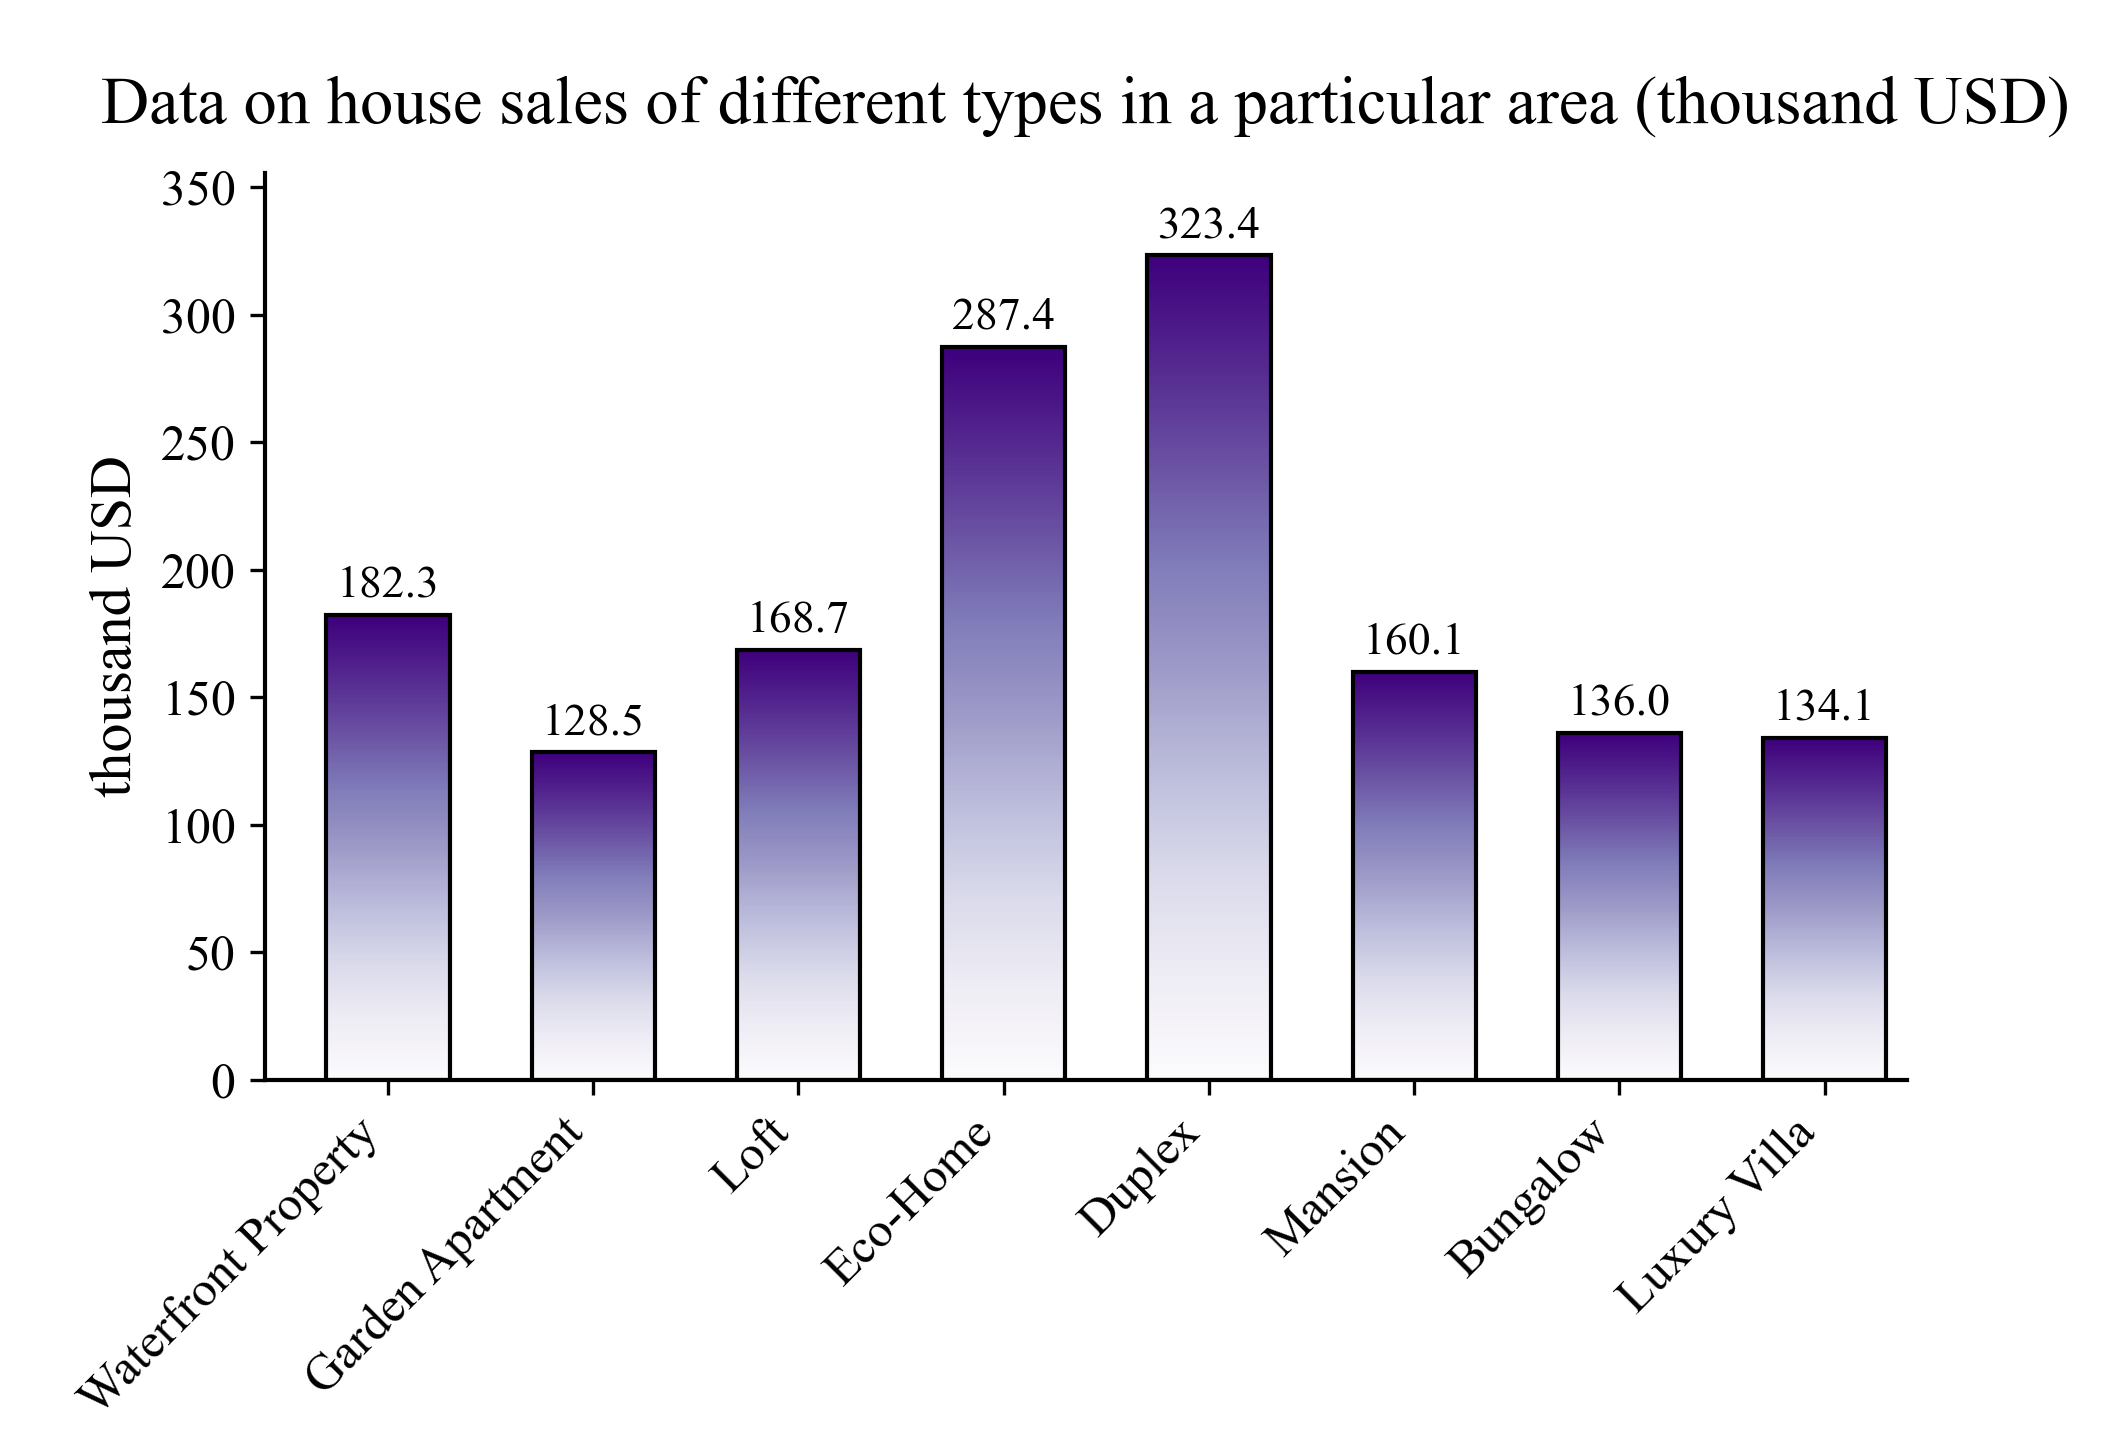 Data on house sales of different types in a particular area (thousand USD)
thousand USD
350
300
250
200
150
100
50
0
182.3
128.5
168.7
287.4
323.4
160.1
136.0
134.1
Waterfront Property
Garden Apartment
Loft
Eco-Home
Duplex
Mansion
Bungalow
Luxury Villa